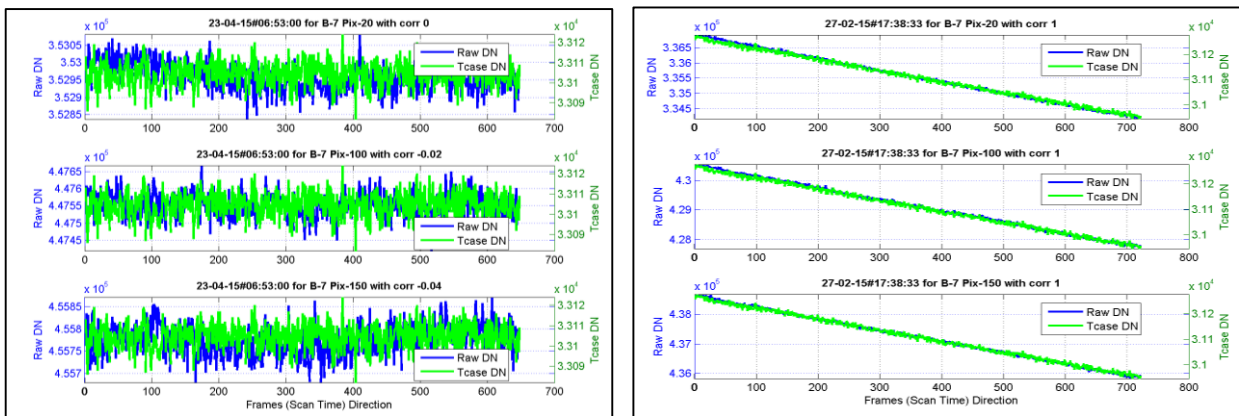 23-04-15#06:53:00 for B-7 Pix-20 with corr 0
x 10^5
x 10^4
Raw DN
3.5305
3.53
3.5295
3.529
3.5285
3.312
3.311
3.31
3.309
Tcase DN
Raw DN
Tcase DN
0 100 200 300 400 500 600 700
23-04-15#06:53:00 for B-7 Pix-100 with corr -0.02
x 10^5
x 10^4
Raw DN
4.4765
4.476
4.4755
4.475
4.4745
3.312
3.311
3.31
3.309
Tcase DN
Raw DN
Tcase DN
0 100 200 300 400 500 600 700
23-04-15#06:53:00 for B-7 Pix-150 with corr -0.04
x 10^5
x 10^4
Raw DN
4.5585
4.558
4.5575
4.557
3.312
3.311
3.31
3.309
Tcase DN
Raw DN
Tcase DN
0 100 200 300 400 500 600 700
Frames (Scan Time) Direction
27-02-15#17:38:33 for B-7 Pix-20 with corr 1
x 10^5
x 10^4
Raw DN
3.365
3.36
3.355
3.35
3.345
3.12
3.11
3.1
Tcase DN
Raw DN
Tcase DN
0 100 200 300 400 500 600 700 800
27-02-15#17:38:33 for B-7 Pix-100 with corr 1
x 10^5
x 10^4
Raw DN
4.3
4.29
4.28
3.12
3.11
3.1
Tcase DN
Raw DN
Tcase DN
0 100 200 300 400 500 600 700 800
27-02-15#17:38:33 for B-7 Pix-150 with corr 1
x 10^5
x 10^4
Raw DN
4.38
4.37
4.36
3.12
3.11
3.1
Tcase DN
Raw DN
Tcase DN
0 100 200 300 400 500 600 700 800
Frames (Scan Time) Direction